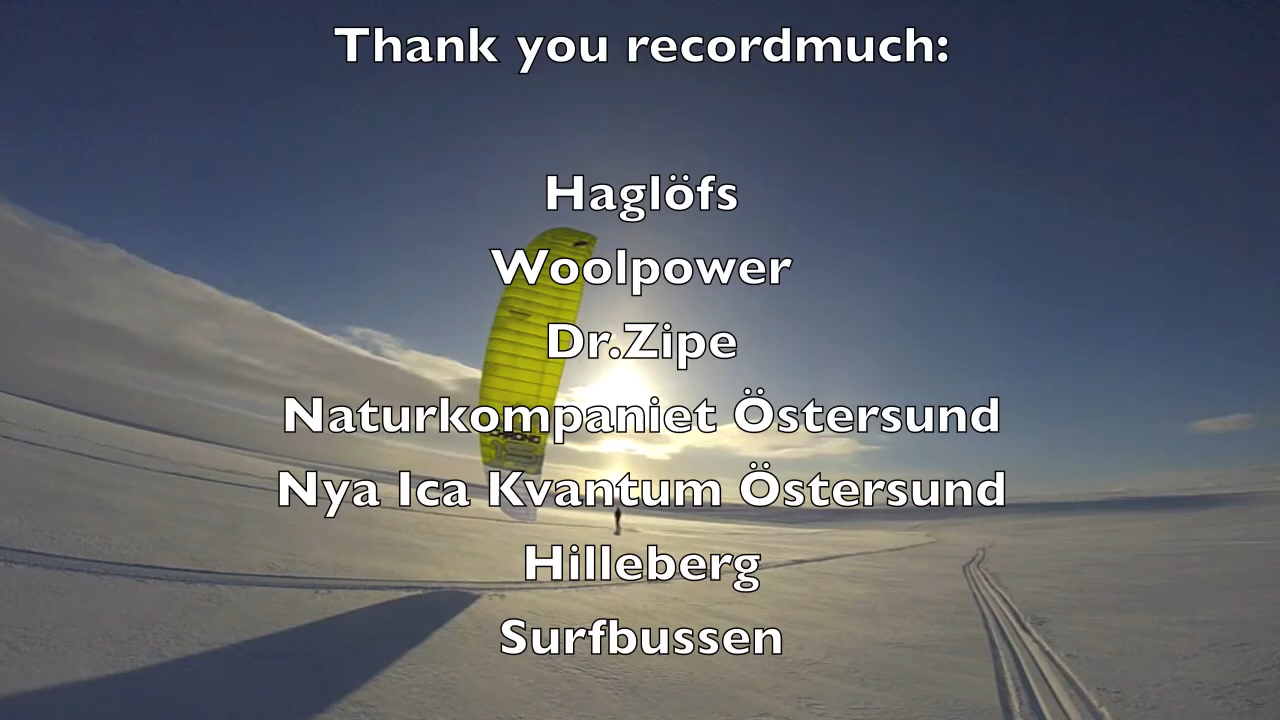 Thank you recordmuch:
Haglöfs
Woolpower
Dr.Zipe
Naturkompaniet Östersund
Nya Ica Kvantum Östersund
Hilleberg
Surfbussen